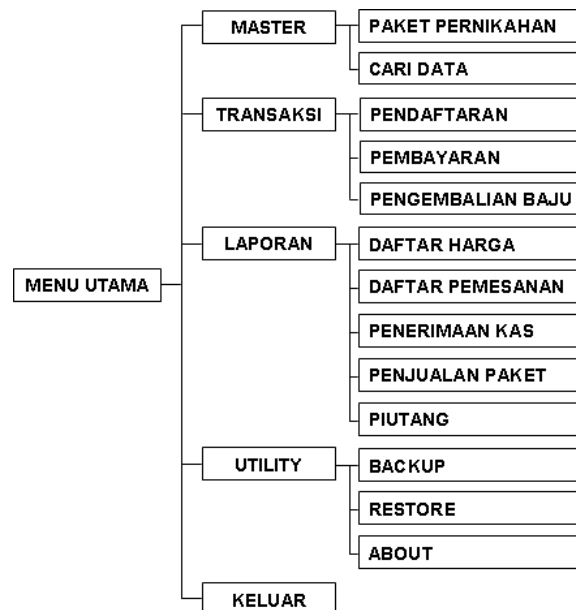 MENU UTAMA
MASTER
PAKET PERNIKAHAN
CARI DATA
TRANSAKSI
PENDAFTARAN
PEMBAYARAN
PENGEMBALIAN BAJU
LAPORAN
DAFTAR HARGA
DAFTAR PEMESANAN
PENERIMAAN KAS
PENJUALAN PAKET
PIUTANG
UTILITY
BACKUP
RESTORE
ABOUT
KELUAR